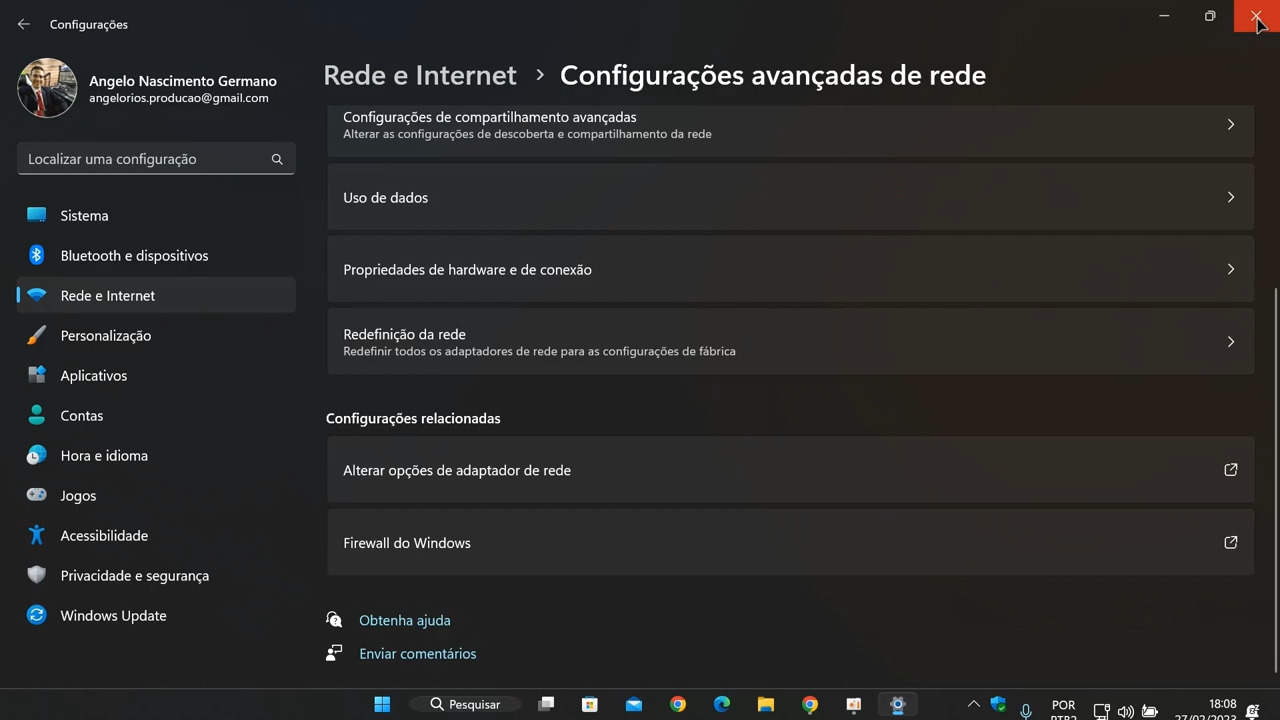 Configurações
Angelo Nascimento Germano
angelorios.producao@gmail.com
Localizar uma configuração
Sistema
Bluetooth e dispositivos
Rede e Internet
Personalização
Aplicativos
Contas
Hora e idioma
Jogos
Acessibilidade
Privacidade e segurança
Windows Update
Rede e Internet > Configurações avançadas de rede
Configurações de compartilhamento avançadas
Alterar as configurações de descoberta e compartilhamento da rede
Uso de dados
Propriedades de hardware e de conexão
Redefinição da rede
Redefinir todos os adaptadores de rede para as configurações de fábrica
Configurações relacionadas
Alterar opções de adaptador de rede
Firewall do Windows
Obtenha ajuda
Enviar comentários
Pesquisar
POR
PTB2
18:08